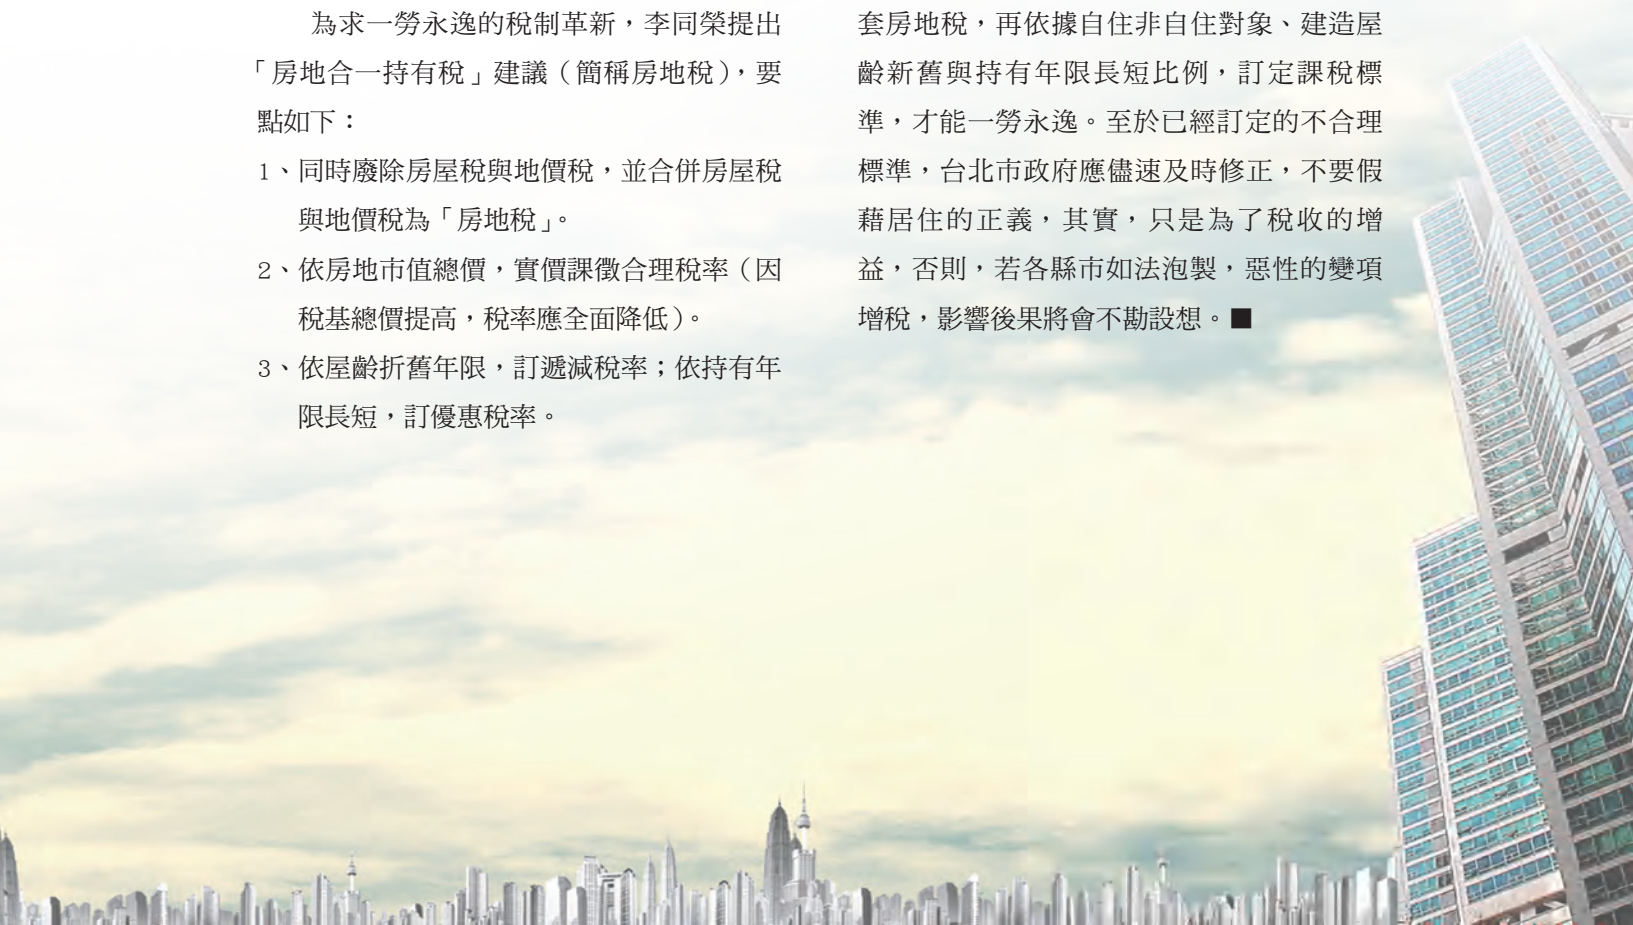 為求一勞永逸的稅制革新，李同榮提出
「房地合一持有稅」建議（簡稱房地稅），要
點如下：
1、同時廢除房屋稅與地價稅，並合併房屋稅
與地價稅為「房地稅」。
2、依房地市值總價，實價課徵合理稅率（因
稅基總價提高，稅率應全面降低）。
3、依屋齡折舊年限，訂遞減稅率；依持有年
限長短，訂優惠稅率。
套房地稅，再依據自住非自住對象、建造屋
齡新舊與持有年限長短比例，訂定課稅標
準，才能一勞永逸。至於已經訂定的不合理
標準，台北市政府應儘速及時修正，不要假
藉居住的正義，其實，只是為了稅收的增
益，否則，若各縣市如法泡製，惡性的變項
增稅，影響後果將會不勘設想。■